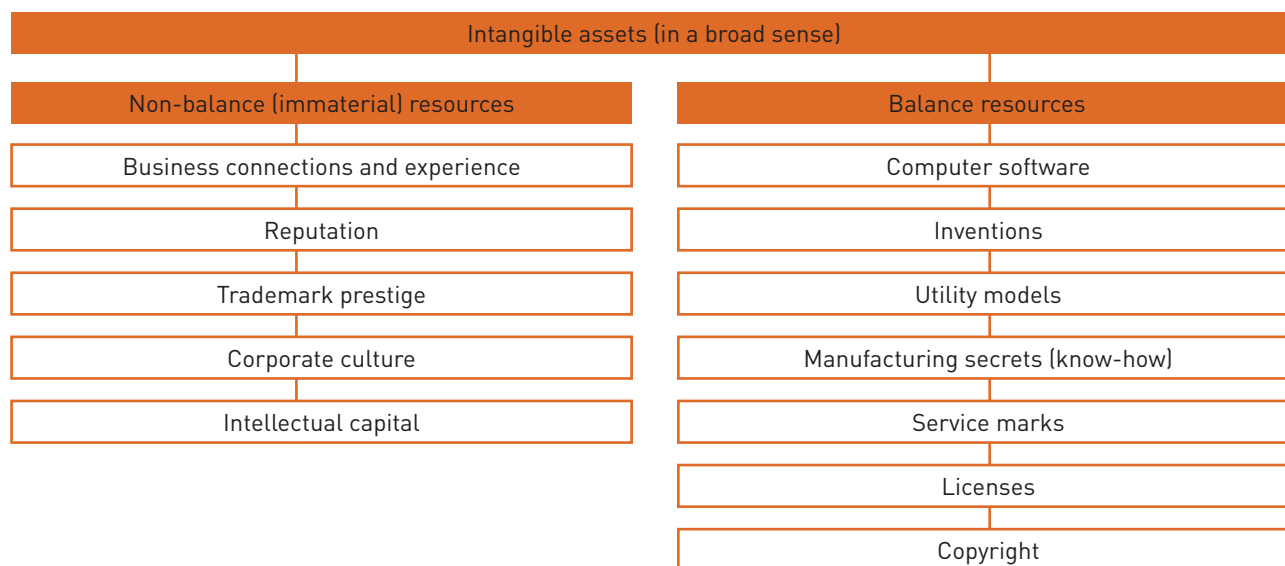 Intangible assets (in a broad sense)
Non-balance (immaterial) resources
Business connections and experience
Reputation
Trademark prestige
Corporate culture
Intellectual capital
Balance resources
Computer software
Inventions
Utility models
Manufacturing secrets (know-how)
Service marks
Licenses
Copyright